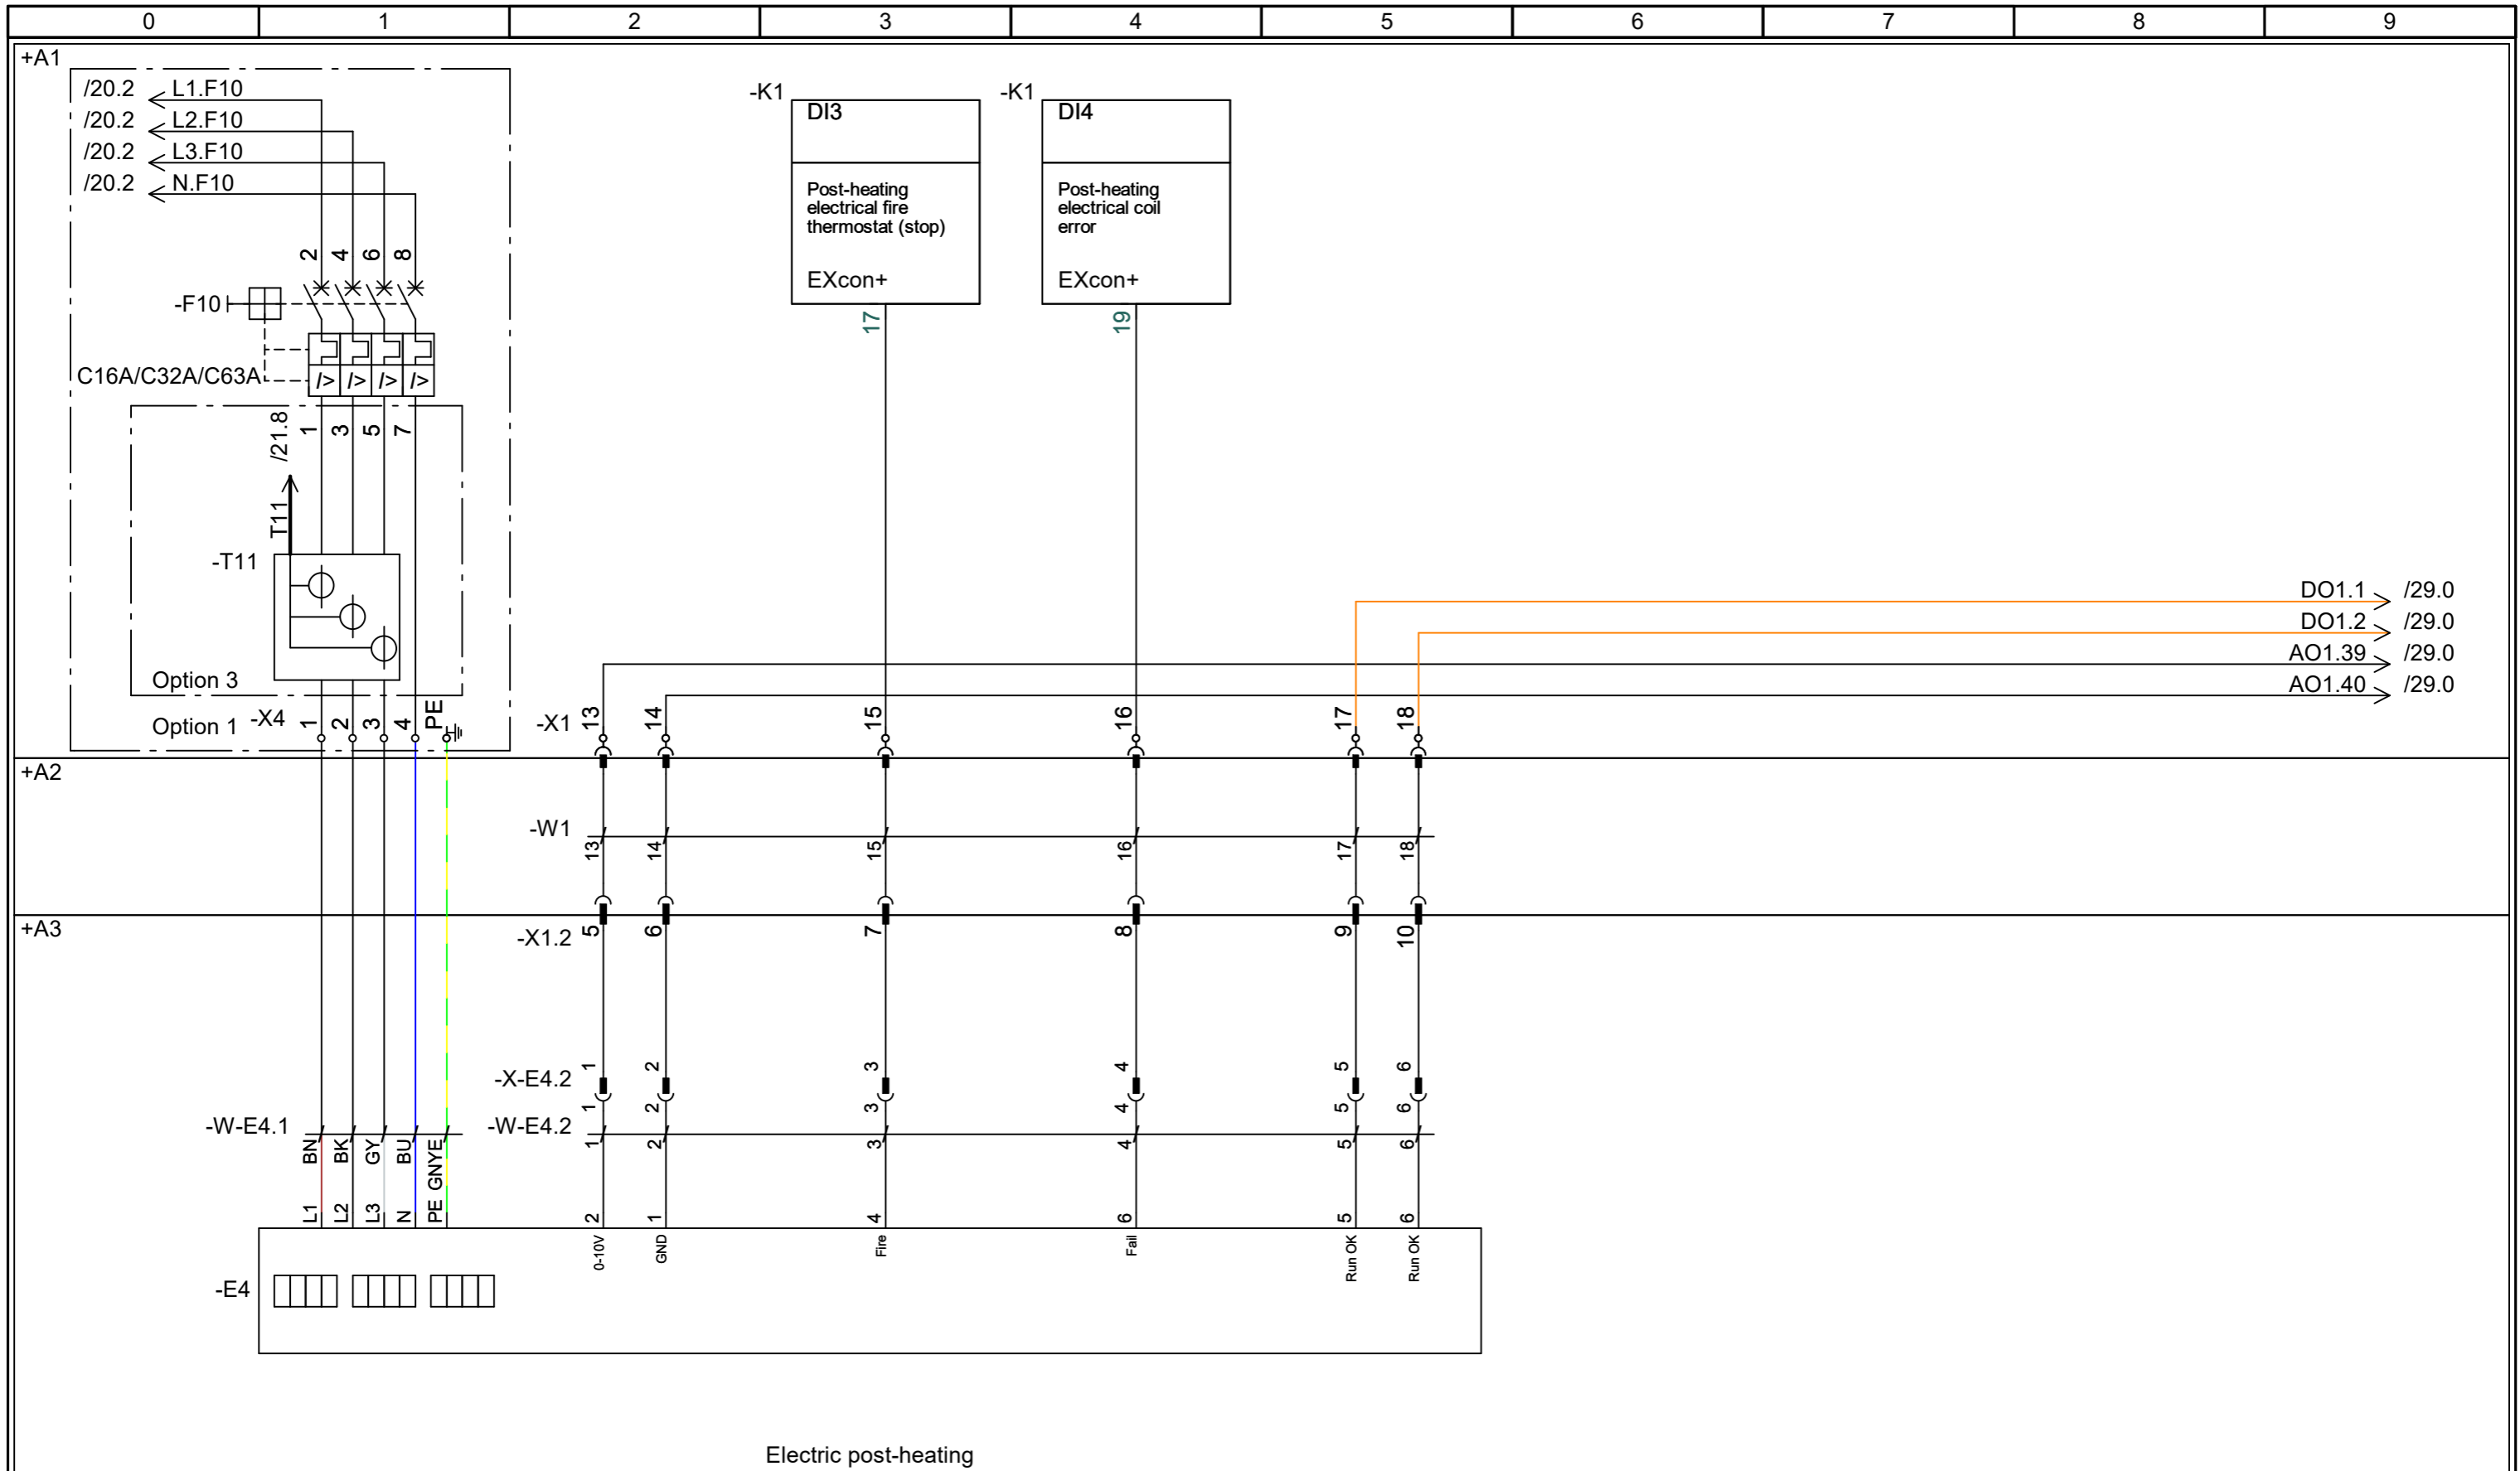 0 1 2 3 4 5 6 7 8 9
+A1
/20.2 L1.F10
/20.2 L2.F10
/20.2 L3.F10
/20.2 N.F10
-K1
DI3
Post-heating
electrical fire
thermostat (stop)
EXcon+
17
-K1
DI4
Post-heating
electrical coil
error
EXcon+
19
2 4 6 8
-F10
C16A/C32A/C63A
I> I> I> I>
/21.8
1 3 5 7
T11
-T11
Option 3
Option 1
-X4 1 2 3 4 PE
DO1.1 /29.0
DO1.2 /29.0
AO1.39 /29.0
AO1.40 /29.0
-X1 13 14 15 16 17 18
+A2
-W1
13 14 15 16 17 18
+A3
-X1.2 5 6 7 8 9 10
-X-E4.2 1 2 3 4 5 6
1 2 3 4 5 6
-W-E4.1 BN BK GY BU GNYE
-W-E4.2 1 2 3 4 5 6
L1 L2 L3 N PE
2 1 4 6 5 6
0-10V GND Fire Fail Run OK Run OK
-E4
Electric post-heating